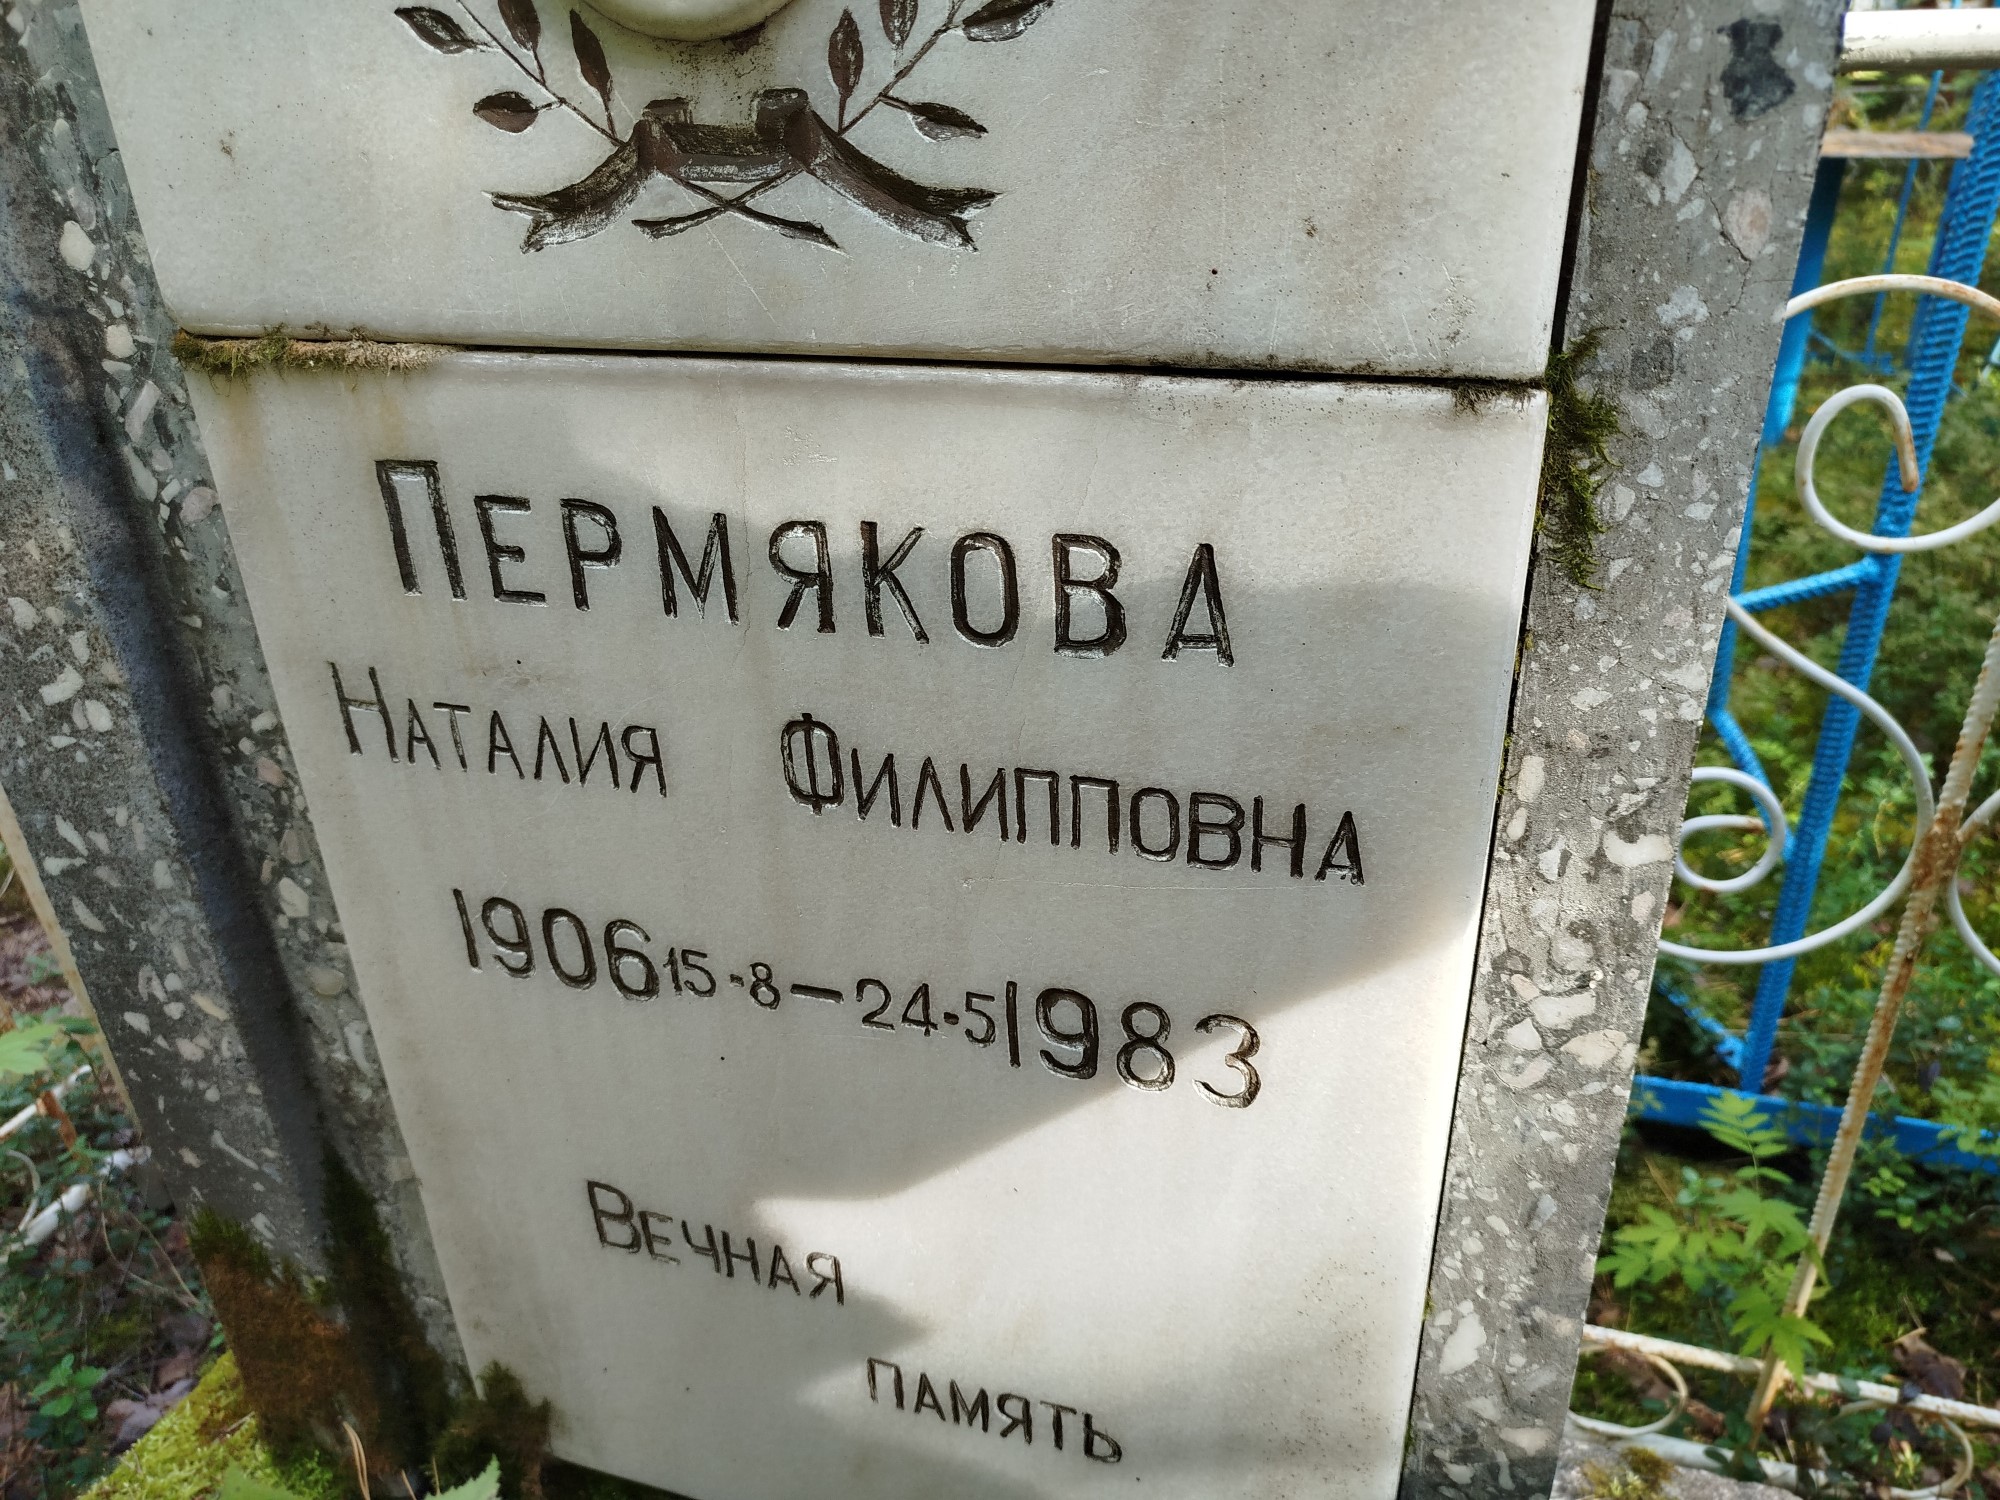 ПЕРМЯКОВА
НАТАЛИЯ ФИЛИППОВНА
1906 15·8—24·5 1983
ВЕЧНАЯ
ПАМЯТЬ